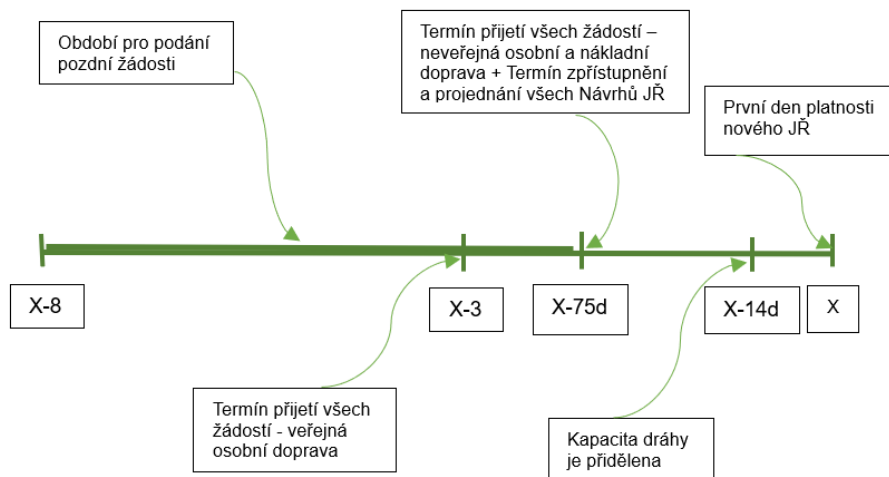 Období pro podání
pozdní žádosti
Termín přijetí všech žádostí –
neveřejná osobní a nákladní
doprava + Termín zpřístupnění
a projednání všech Návrhů JŘ
První den platnosti
nového JŘ
X-8
X-3
X-75d
X-14d
X
Termín přijetí všech
žádostí - veřejná
osobní doprava
Kapacita dráhy
je přidělena